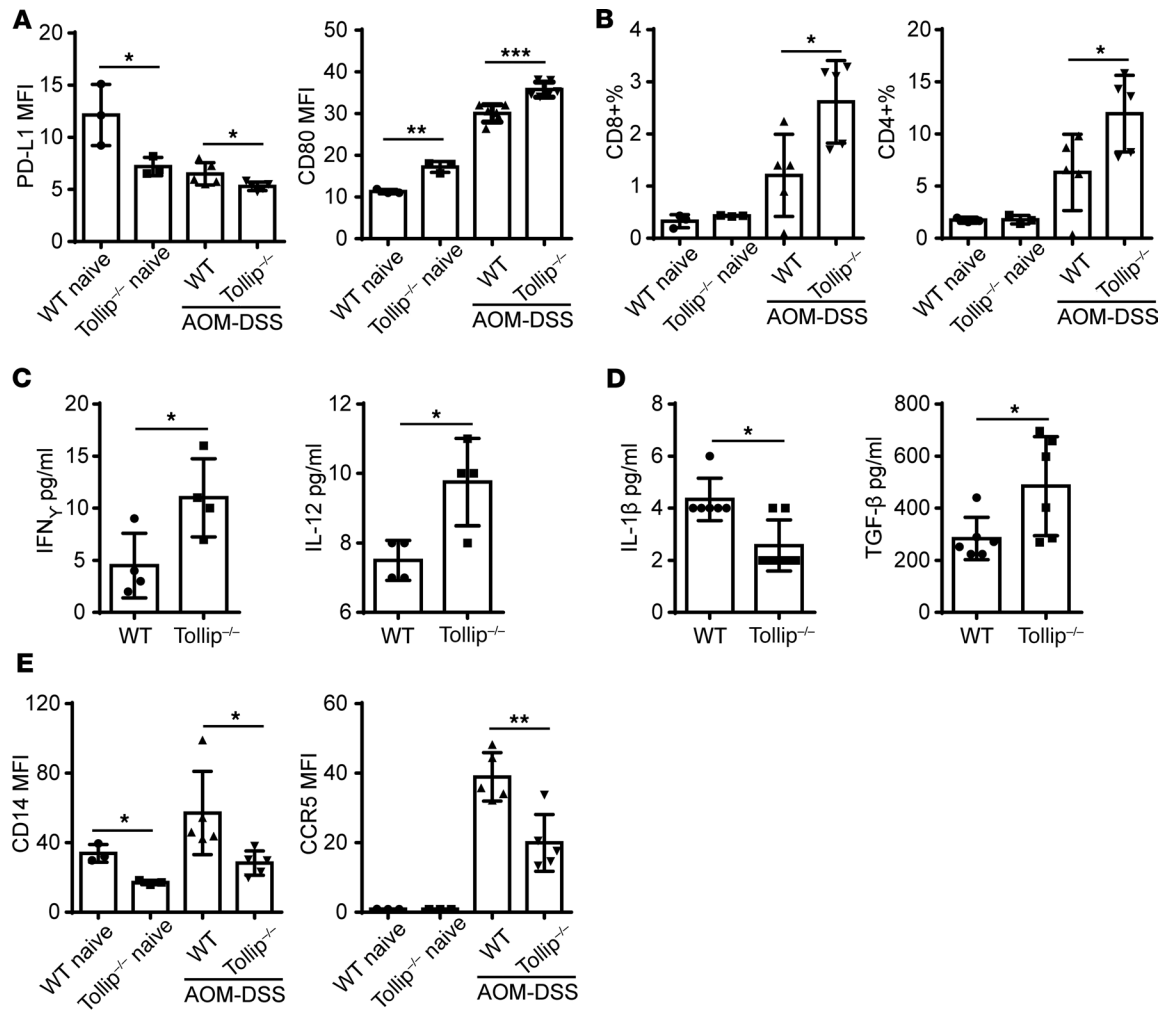 A
PD-L1 MFI
20
15
10
5
0
*
*
WT naive
Tollip–/– naive
WT
Tollip–/–
AOM-DSS
CD80 MFI
50
40
30
20
10
0
**
***
WT naive
Tollip–/– naive
WT
Tollip–/–
AOM-DSS
B
CD8+%
4
3
2
1
0
*
WT naive
Tollip–/– naive
WT
Tollip–/–
AOM-DSS
CD4+%
20
15
10
5
0
*
WT naive
Tollip–/– naive
WT
Tollip–/–
AOM-DSS
C
IFNγ pg/ml
20
15
10
5
0
*
WT
Tollip–/–
IL-12 pg/ml
12
10
8
6
*
WT
Tollip–/–
D
IL-1β pg/ml
8
6
4
2
0
*
WT
Tollip–/–
TGF-β pg/ml
800
600
400
200
0
*
WT
Tollip–/–
E
CD14 MFI
120
80
40
0
*
*
WT naive
Tollip–/– naive
WT
Tollip–/–
AOM-DSS
CCR5 MFI
60
40
20
0
**
WT naive
Tollip–/– naive
WT
Tollip–/–
AOM-DSS